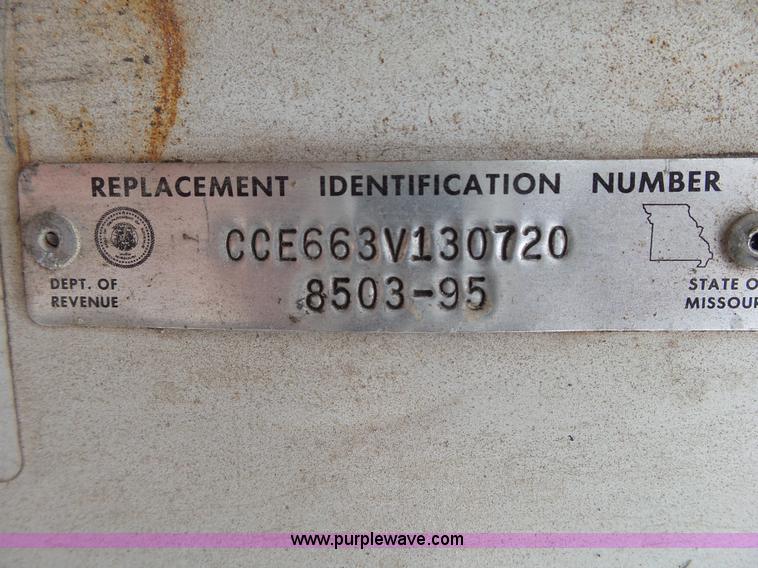 REPLACEMENT IDENTIFICATION NUMBER
CCE663V130720
8503-95
DEPT. OF
REVENUE
STATE O
MISSOUR
www.purplewave.com